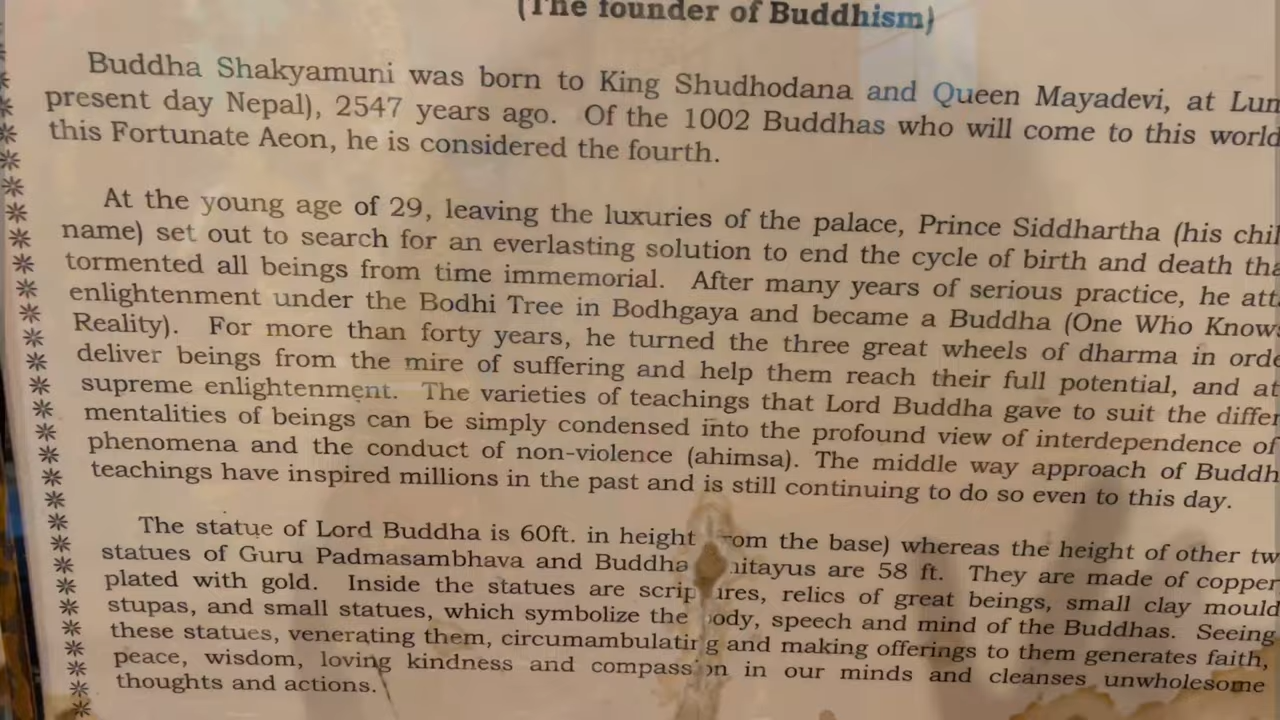 (The founder of Buddhism)
Buddha Shakyamuni was born to King Shudhodana and Queen Mayadevi, at
present day Nepal), 2547 years ago. Of the 1002 Buddhas who will come to this world
this Fortunate Aeon, he is considered the fourth.
At the young age of 29, leaving the luxuries of the palace, Prince Siddhartha (his
name) set out to search for an everlasting solution to end the cycle of birth and death
tormented all beings from time immemorial. After many years of serious practice, he
enlightenment under the Bodhi Tree in Bodhgaya and became a Buddha (One Who Knows
Reality). For more than forty years, he turned the three great wheels of dharma in
deliver beings from the mire of suffering and help them reach their full potential, and
supreme enlightenment. The varieties of teachings that Lord Buddha gave to suit the
mentalities of beings can be simply condensed into the profound view of interdependence of
phenomena and the conduct of non-violence (ahimsa). The middle way approach of
teachings have inspired millions in the past and is still continuing to do so even to this day.
The statue of Lord Buddha is 60ft. in height the base) whereas the height of other
statues of Guru Padmasambhava and Buddha are 58 ft. They are made of copper
plated with gold. Inside the statues are relics of great beings, small clay
stupas, and small statues, which symbolize the body, speech and mind of the Buddhas. Seeing
these statues, venerating them, circumambulating and making offerings to them generates faith,
peace, wisdom, loving kindness and compassion in our minds and cleanses unwholesome
thoughts and actions.